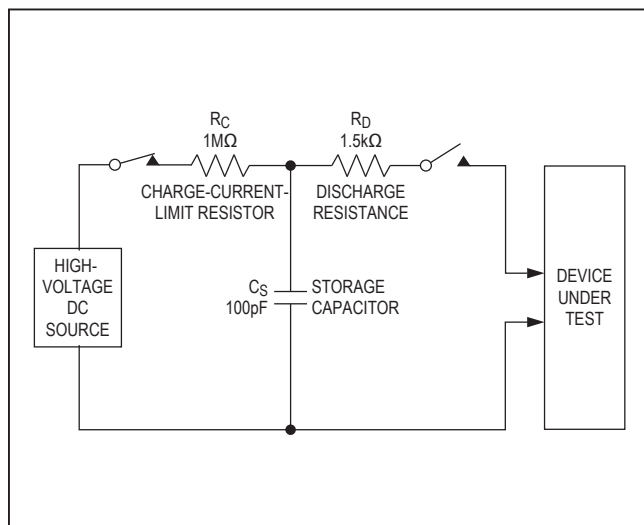 R_C
1MΩ
CHARGE-CURRENT-
LIMIT RESISTOR
R_D
1.5kΩ
DISCHARGE
RESISTANCE
HIGH-
VOLTAGE
DC
SOURCE
C_S
100pF
STORAGE
CAPACITOR
DEVICE
UNDER
TEST